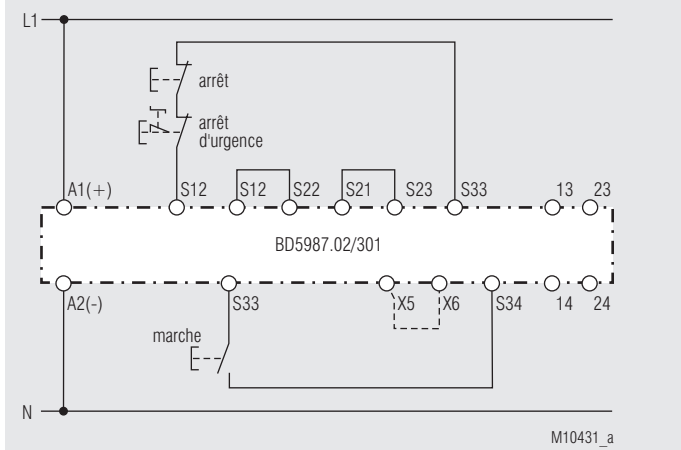 L1
arrêt
arrêt
d'urgence
A1(+) S12 S12 S22 S21 S23 S33 13 23
BD5987.02/301
A2(-) S33 X5 X6 S34 14 24
marche
N
M10431_a